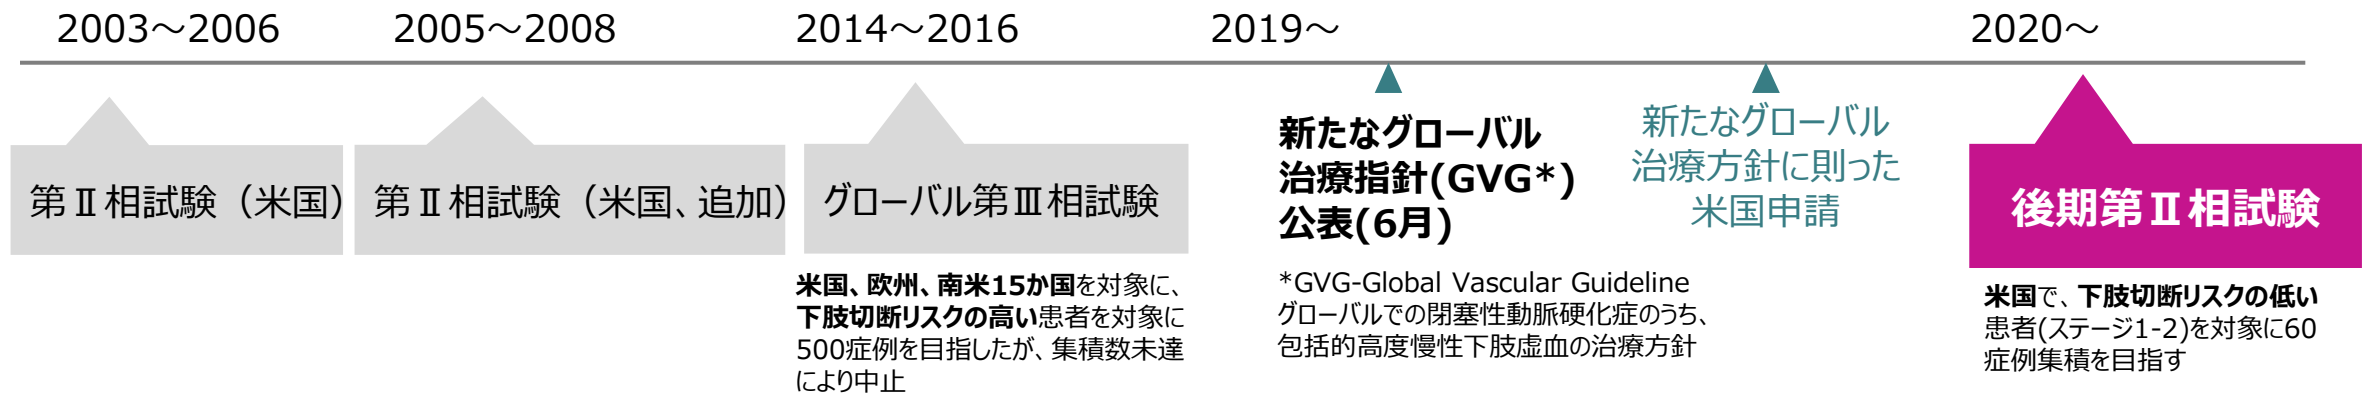 2003～2006
2005～2008
2014～2016
2019～
2020～
第Ⅱ相試験（米国）
第Ⅱ相試験（米国、追加）
グローバル第Ⅲ相試験
米国、欧州、南米15か国を対象に、
下肢切断リスクの高い患者を対象に
500症例を目指したが、集積数未達
により中止
新たなグローバル
治療指針(GVG*)
公表(6月)
*GVG-Global Vascular Guideline
グローバルでの閉塞性動脈硬化症のうち、
包括的高度慢性下肢虚血の治療方針
新たなグローバル
治療方針に則った
米国申請
後期第Ⅱ相試験
米国で、下肢切断リスクの低い
患者(ステージ1-2)を対象に60
症例集積を目指す